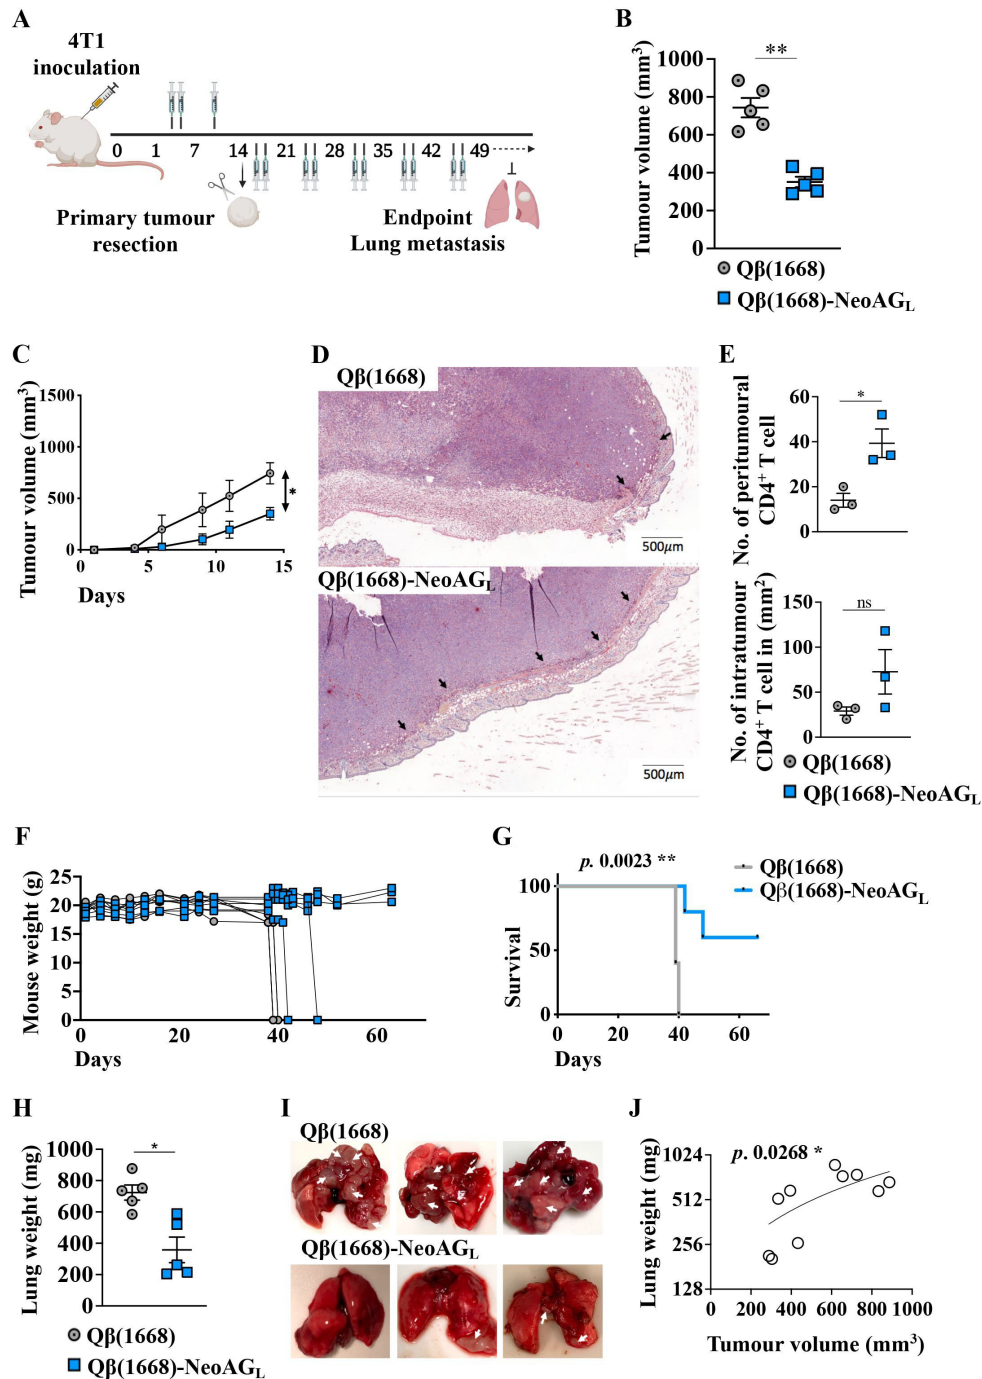 A
4T1
inoculation
0 1 7 14 21 28 35 42 49
Primary tumour
resection
Endpoint
Lung metastasis
B
Tumour volume (mm³)
1000
800
600
400
200
0
**
Qβ(1668)
Qβ(1668)-NeoAG_L
C
Tumour volume (mm³)
1500
1000
500
0
0 5 10 15
Days
*
D
Qβ(1668)
500μm
Qβ(1668)-NeoAG_L
500μm
E
No. of peritumoural
CD4⁺ T cell
60
40
20
0
*
No. of intratumour
CD4⁺ T cell in (mm²)
150
100
50
0
ns
Qβ(1668)
Qβ(1668)-NeoAG_L
F
Mouse weight (g)
25
20
15
10
5
0
0 20 40 60
Days
G
p. 0.0023 **
Qβ(1668)
Qβ(1668)-NeoAG_L
Survival
100
50
0
0 20 40 60
Days
H
Lung weight (mg)
1000
800
600
400
200
0
*
Qβ(1668)
Qβ(1668)-NeoAG_L
I
Qβ(1668)
Qβ(1668)-NeoAG_L
J
Lung weight (mg)
1024
512
256
128
p. 0.0268 *
0 200 400 600 800 1000
Tumour volume (mm³)